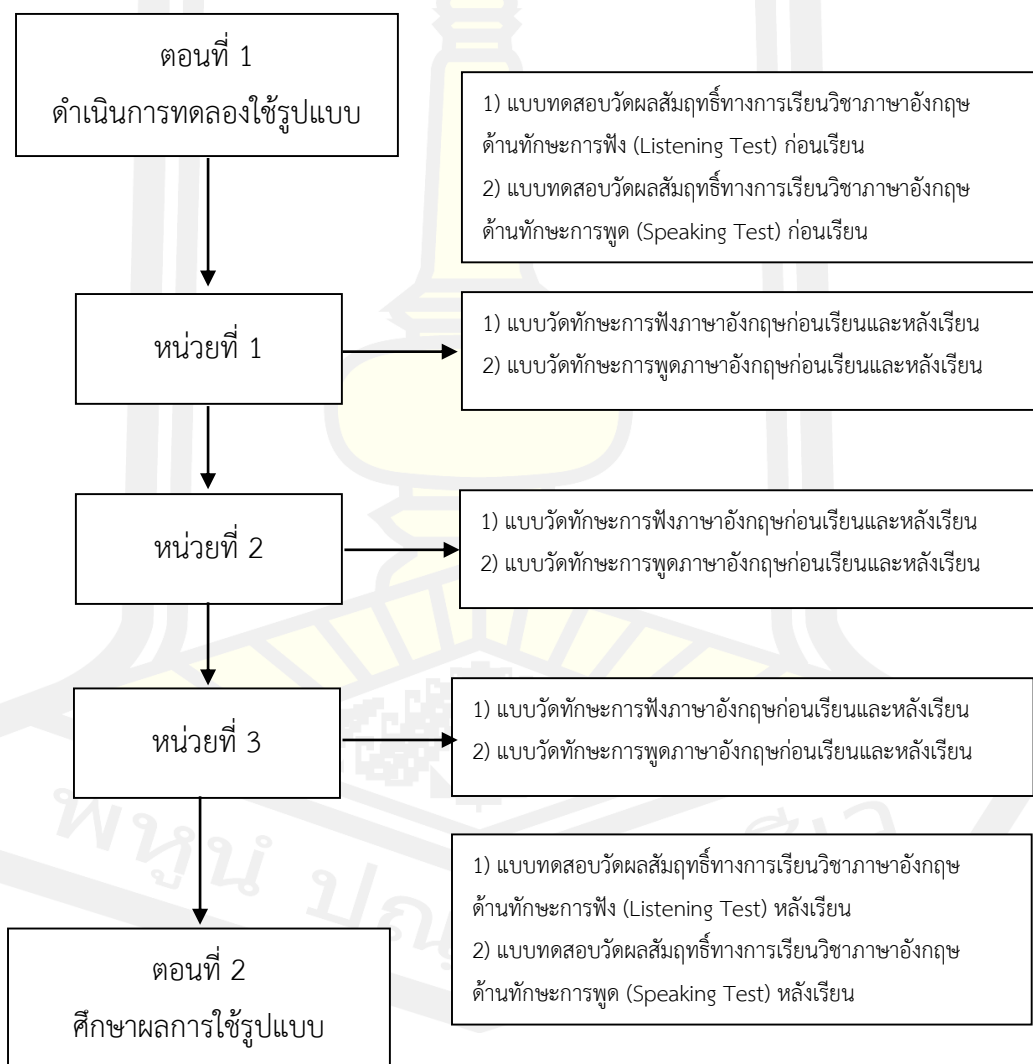 ตอนที่ 1
ดำเนินการทดลองใช้รูปแบบ
1) แบบทดสอบวัดผลสัมฤทธิ์ทางการเรียนวิชาภาษาอังกฤษ
ด้านทักษะการฟัง (Listening Test) ก่อนเรียน
2) แบบทดสอบวัดผลสัมฤทธิ์ทางการเรียนวิชาภาษาอังกฤษ
ด้านทักษะการพูด (Speaking Test) ก่อนเรียน
หน่วยที่ 1
1) แบบวัดทักษะการฟังภาษาอังกฤษก่อนเรียนและหลังเรียน
2) แบบวัดทักษะการพูดภาษาอังกฤษก่อนเรียนและหลังเรียน
หน่วยที่ 2
1) แบบวัดทักษะการฟังภาษาอังกฤษก่อนเรียนและหลังเรียน
2) แบบวัดทักษะการพูดภาษาอังกฤษก่อนเรียนและหลังเรียน
หน่วยที่ 3
1) แบบวัดทักษะการฟังภาษาอังกฤษก่อนเรียนและหลังเรียน
2) แบบวัดทักษะการพูดภาษาอังกฤษก่อนเรียนและหลังเรียน
พหูนํ
1) แบบทดสอบวัดผลสัมฤทธิ์ทางการเรียนวิชาภาษาอังกฤษ
ด้านทักษะการฟัง (Listening Test) หลังเรียน
2) แบบทดสอบวัดผลสัมฤทธิ์ทางการเรียนวิชาภาษาอังกฤษ
ด้านทักษะการพูด (Speaking Test) หลังเรียน
ตอนที่ 2
ศึกษาผลการใช้รูปแบบ